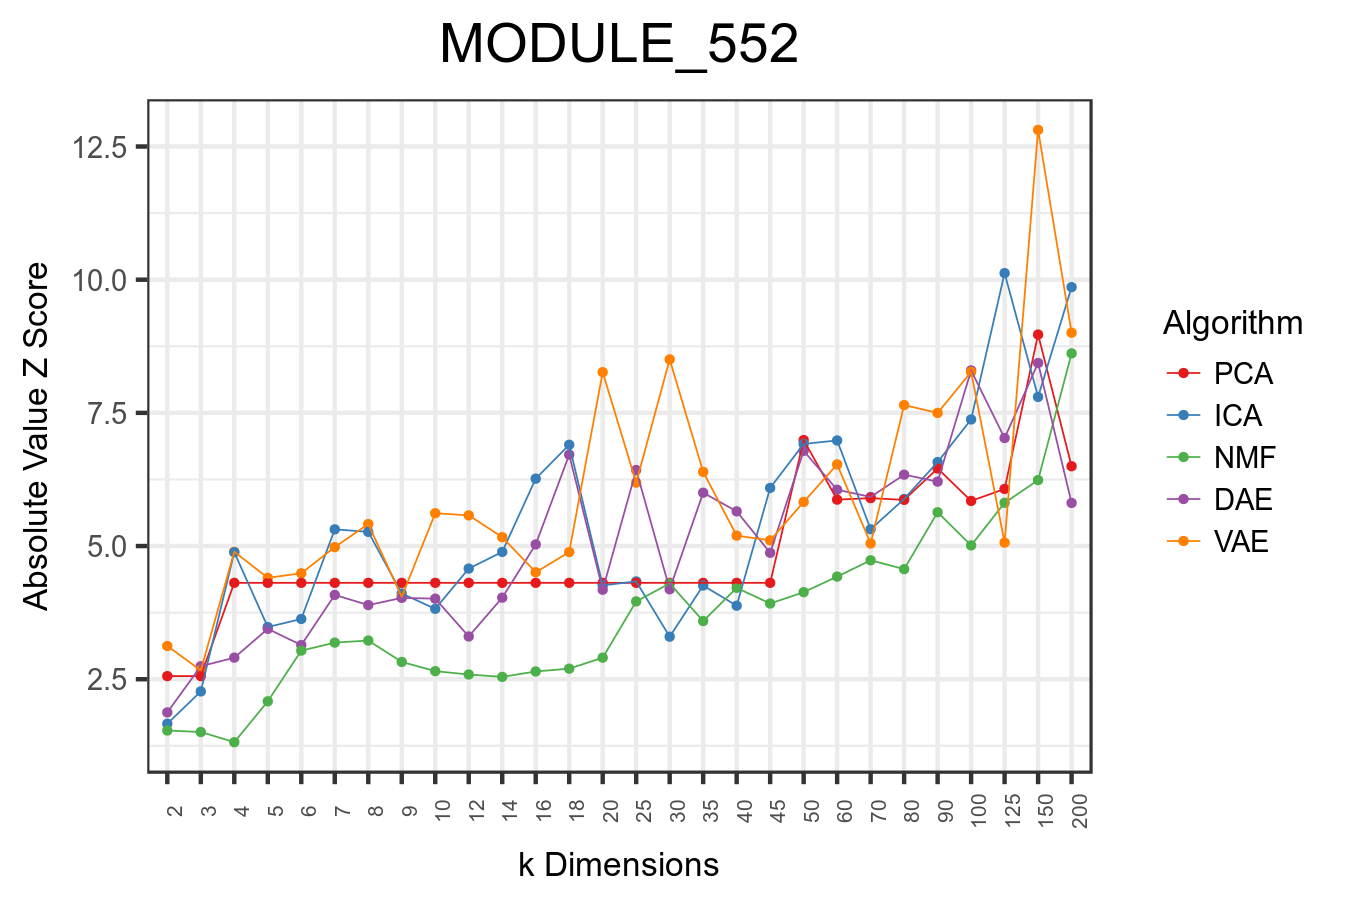 MODULE_552
Absolute Value Z Score
12.5
10.0
7.5
5.0
2.5
2 3 4 5 6 7 8 9 10 12 14 16 18 20 25 30 35 40 45 50 60 70 80 90 100 125 150 200
k Dimensions
Algorithm
PCA
ICA
NMF
DAE
VAE